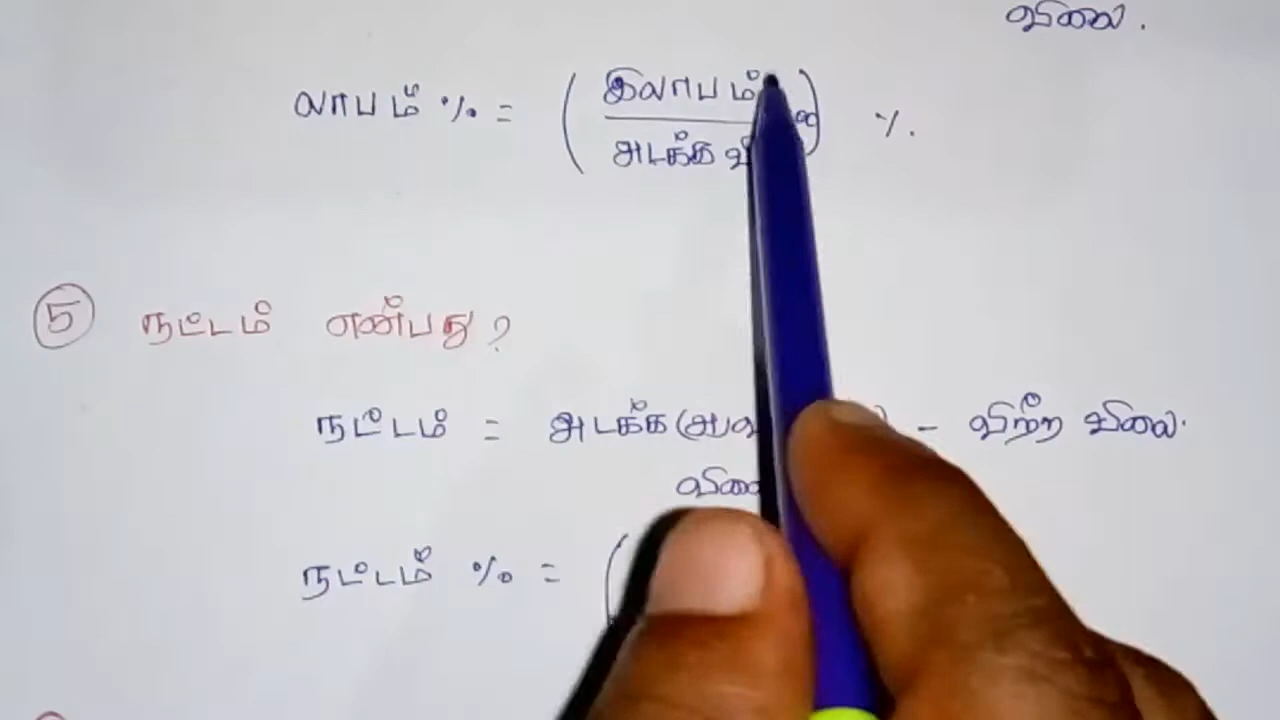 விலை.
லாபம் % = ( இலாபம் ) %.
அடக்க
5 நட்டம் என்பது?
நட்டம் = அடக்க - விற்ற விலை.
நட்டம் % = (